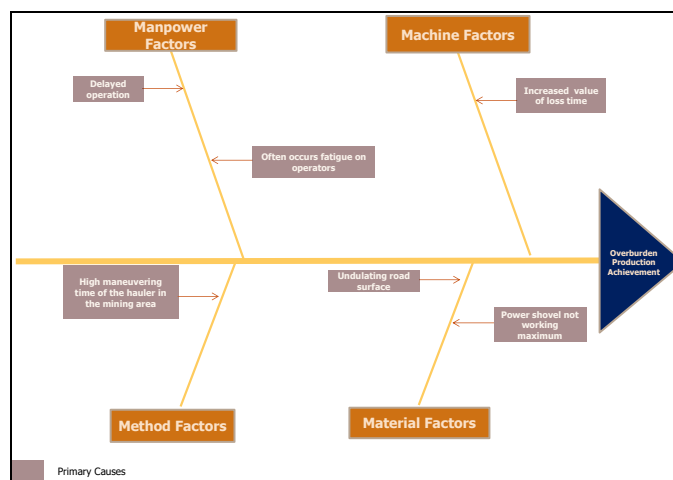 Manpower
Factors
Machine Factors
Delayed
operation
Increased value
of loss time
Often occurs fatigue on
operators
Overburden
Production
Achievement
High maneuvering
time of the hauler in
the mining area
Undulating road
surface
Power shovel not
working
maximum
Method Factors
Material Factors
Primary Causes